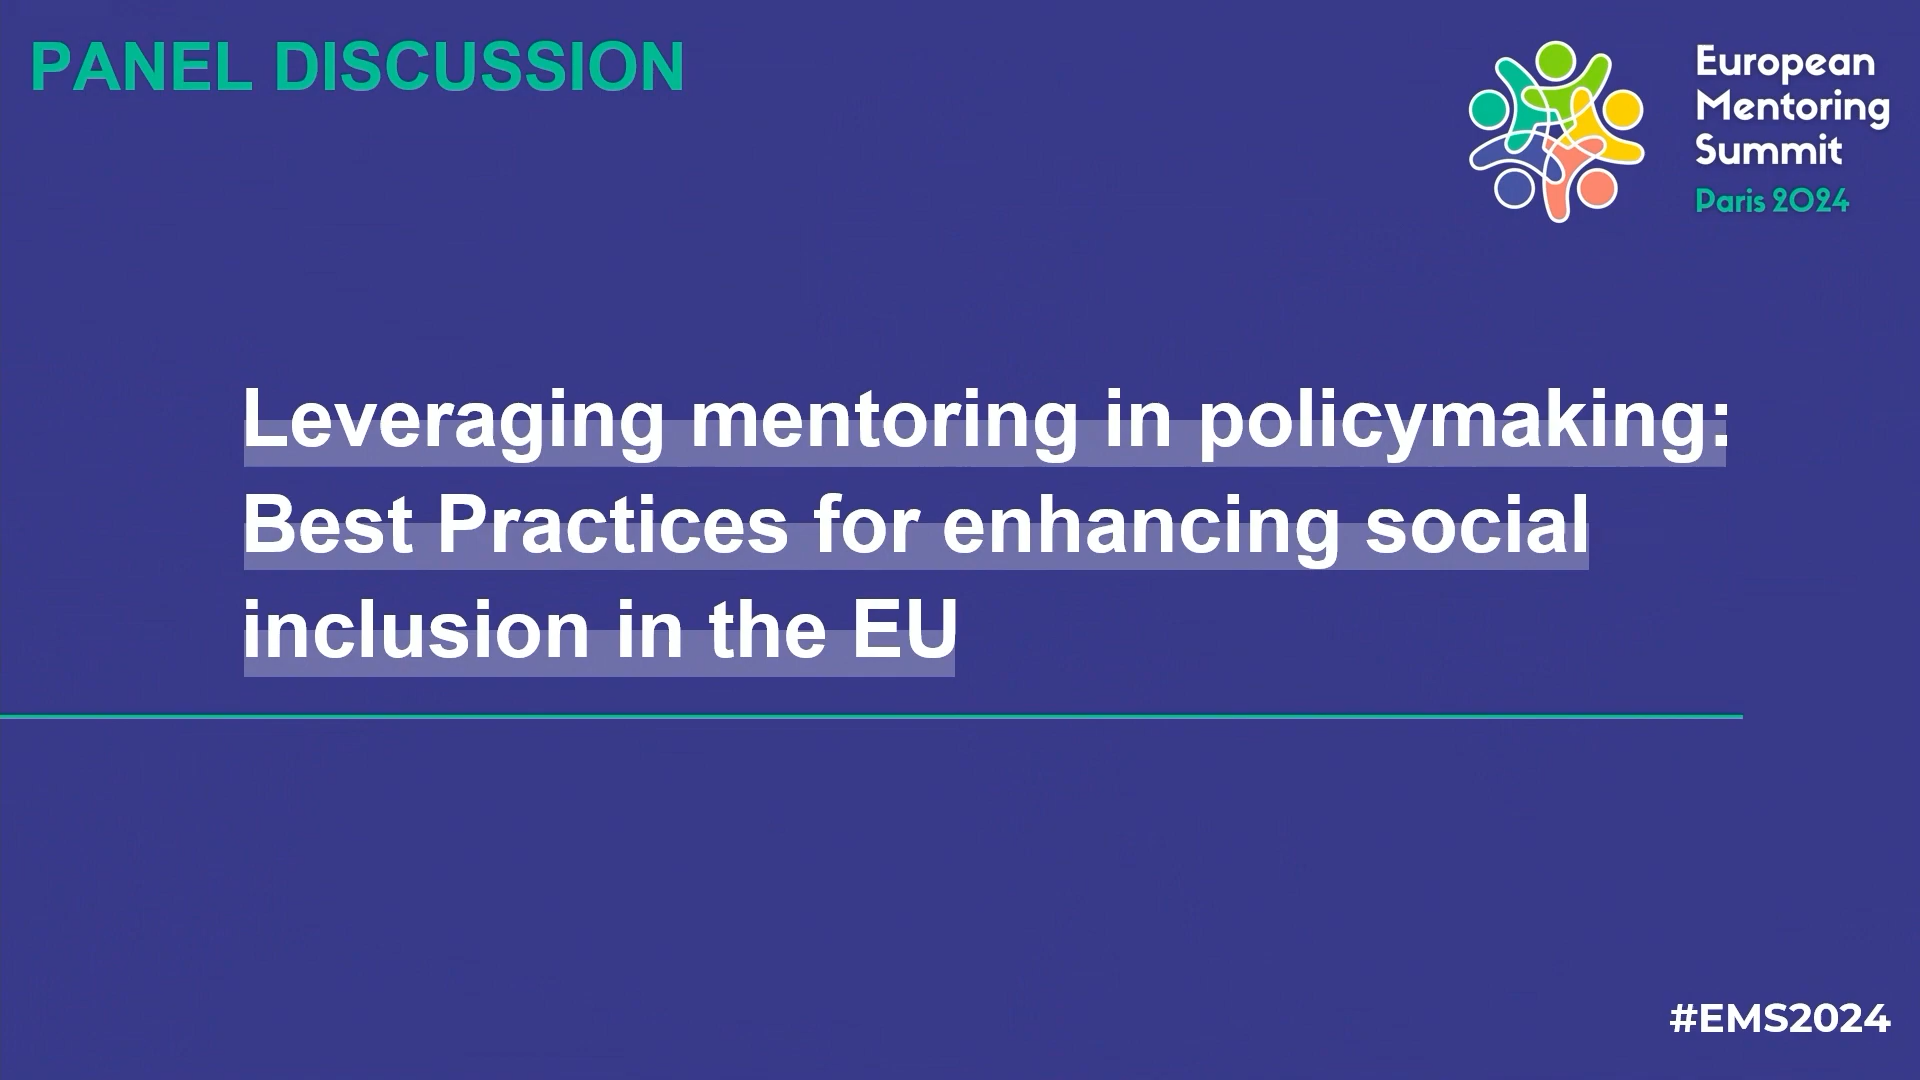 PANEL DISCUSSION
European
Mentoring
Summit
Paris 2024
Leveraging mentoring in policymaking:
Best Practices for enhancing social
inclusion in the EU
#EMS2024